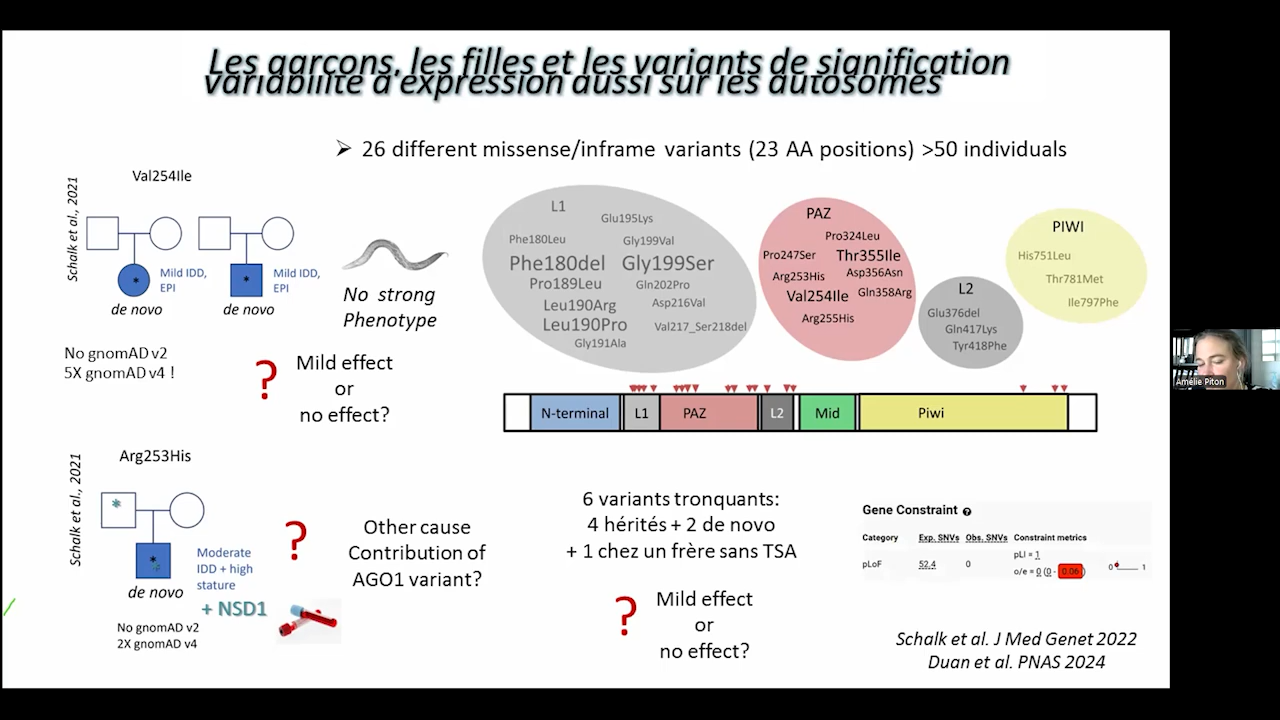 Les garçons, les filles et les variants de signification
variabilité d'expression aussi sur les autosomes
➢ 26 different missense/inframe variants (23 AA positions) >50 individuals
Schalk et al., 2021
Val254Ile
Mild IDD,
EPI
Mild IDD,
EPI
de novo
de novo
No strong
Phenotype
No gnomAD v2
5X gnomAD v4 !
?
Mild effect
or
no effect?
L1
Glu195Lys
Phe180Leu
Gly199Val
Phe180del
Gly199Ser
Pro189Leu
Gln202Pro
Leu190Arg
Asp216Val
Leu190Pro
Val217_Ser218del
Gly191Ala
PAZ
Pro324Leu
Pro247Ser
Thr355Ile
Arg253His
Asp356Asn
Val254Ile
Gln358Arg
Arg255His
L2
Glu376del
Gln417Lys
Tyr418Phe
PIWI
His751Leu
Thr781Met
Ile797Phe
N-terminal
L1
PAZ
L2
Mid
Piwi
Schalk et al., 2021
Arg253His
*
*
Moderate
IDD + high
stature
de novo
+ NSD1
No gnomAD v2
2X gnomAD v4
?
Other cause
Contribution of
AGO1 variant?
6 variants tronquants:
4 hérités + 2 de novo
+ 1 chez un frère sans TSA
?
Mild effect
or
no effect?
Gene Constraint ?
Category Exp. SNVs Obs. SNVs Constraint metrics
pLI = 1
pLoF 52.4 0
o/e = 0 (0 - 0.06)
0 1
Schalk et al. J Med Genet 2022
Duan et al. PNAS 2024
Amélie Piton